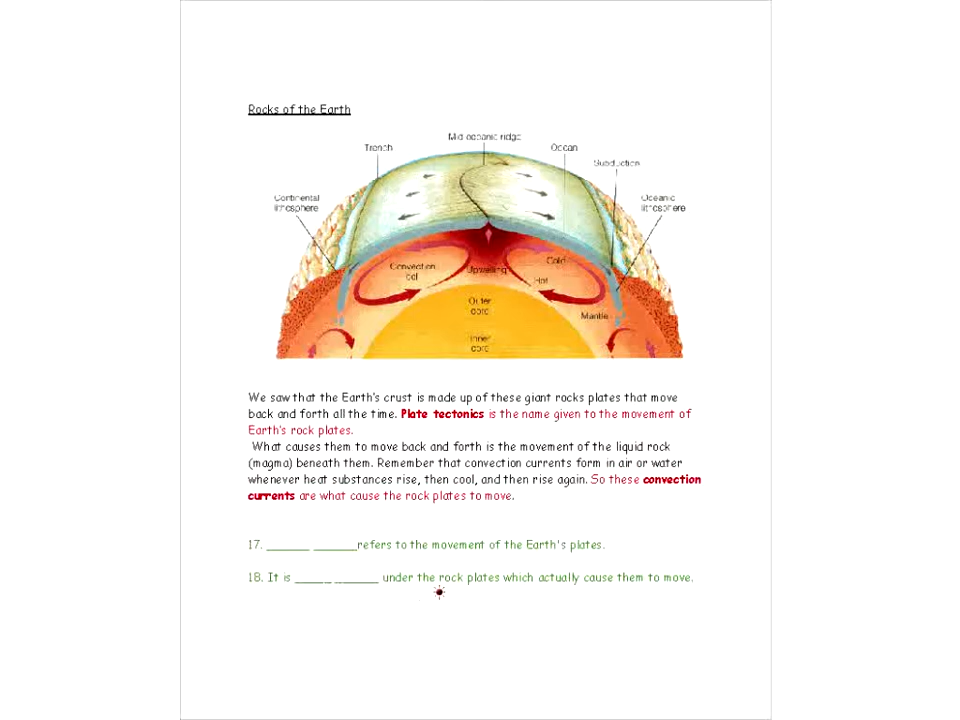 Rocks of the Earth
Mid oceanic ridge
Trench
Ocean
Subduction
Continental
lithosphere
Oceanic
lithosphere
Convection
cell
Upwelling
Cold
Hot
Outer
core
Mantle
Inner
core
We saw that the Earth's crust is made up of these giant rocks plates that move
back and forth all the time. Plate tectonics is the name given to the movement of
Earth's rock plates.
What causes them to move back and forth is the movement of the liquid rock
(magma) beneath them. Remember that convection currents form in air or water
whenever heat substances rise, then cool, and then rise again. So these convection
currents are what cause the rock plates to move.
17. ______ ______refers to the movement of the Earth's plates.
18. It is _____ ______ under the rock plates which actually cause them to move.